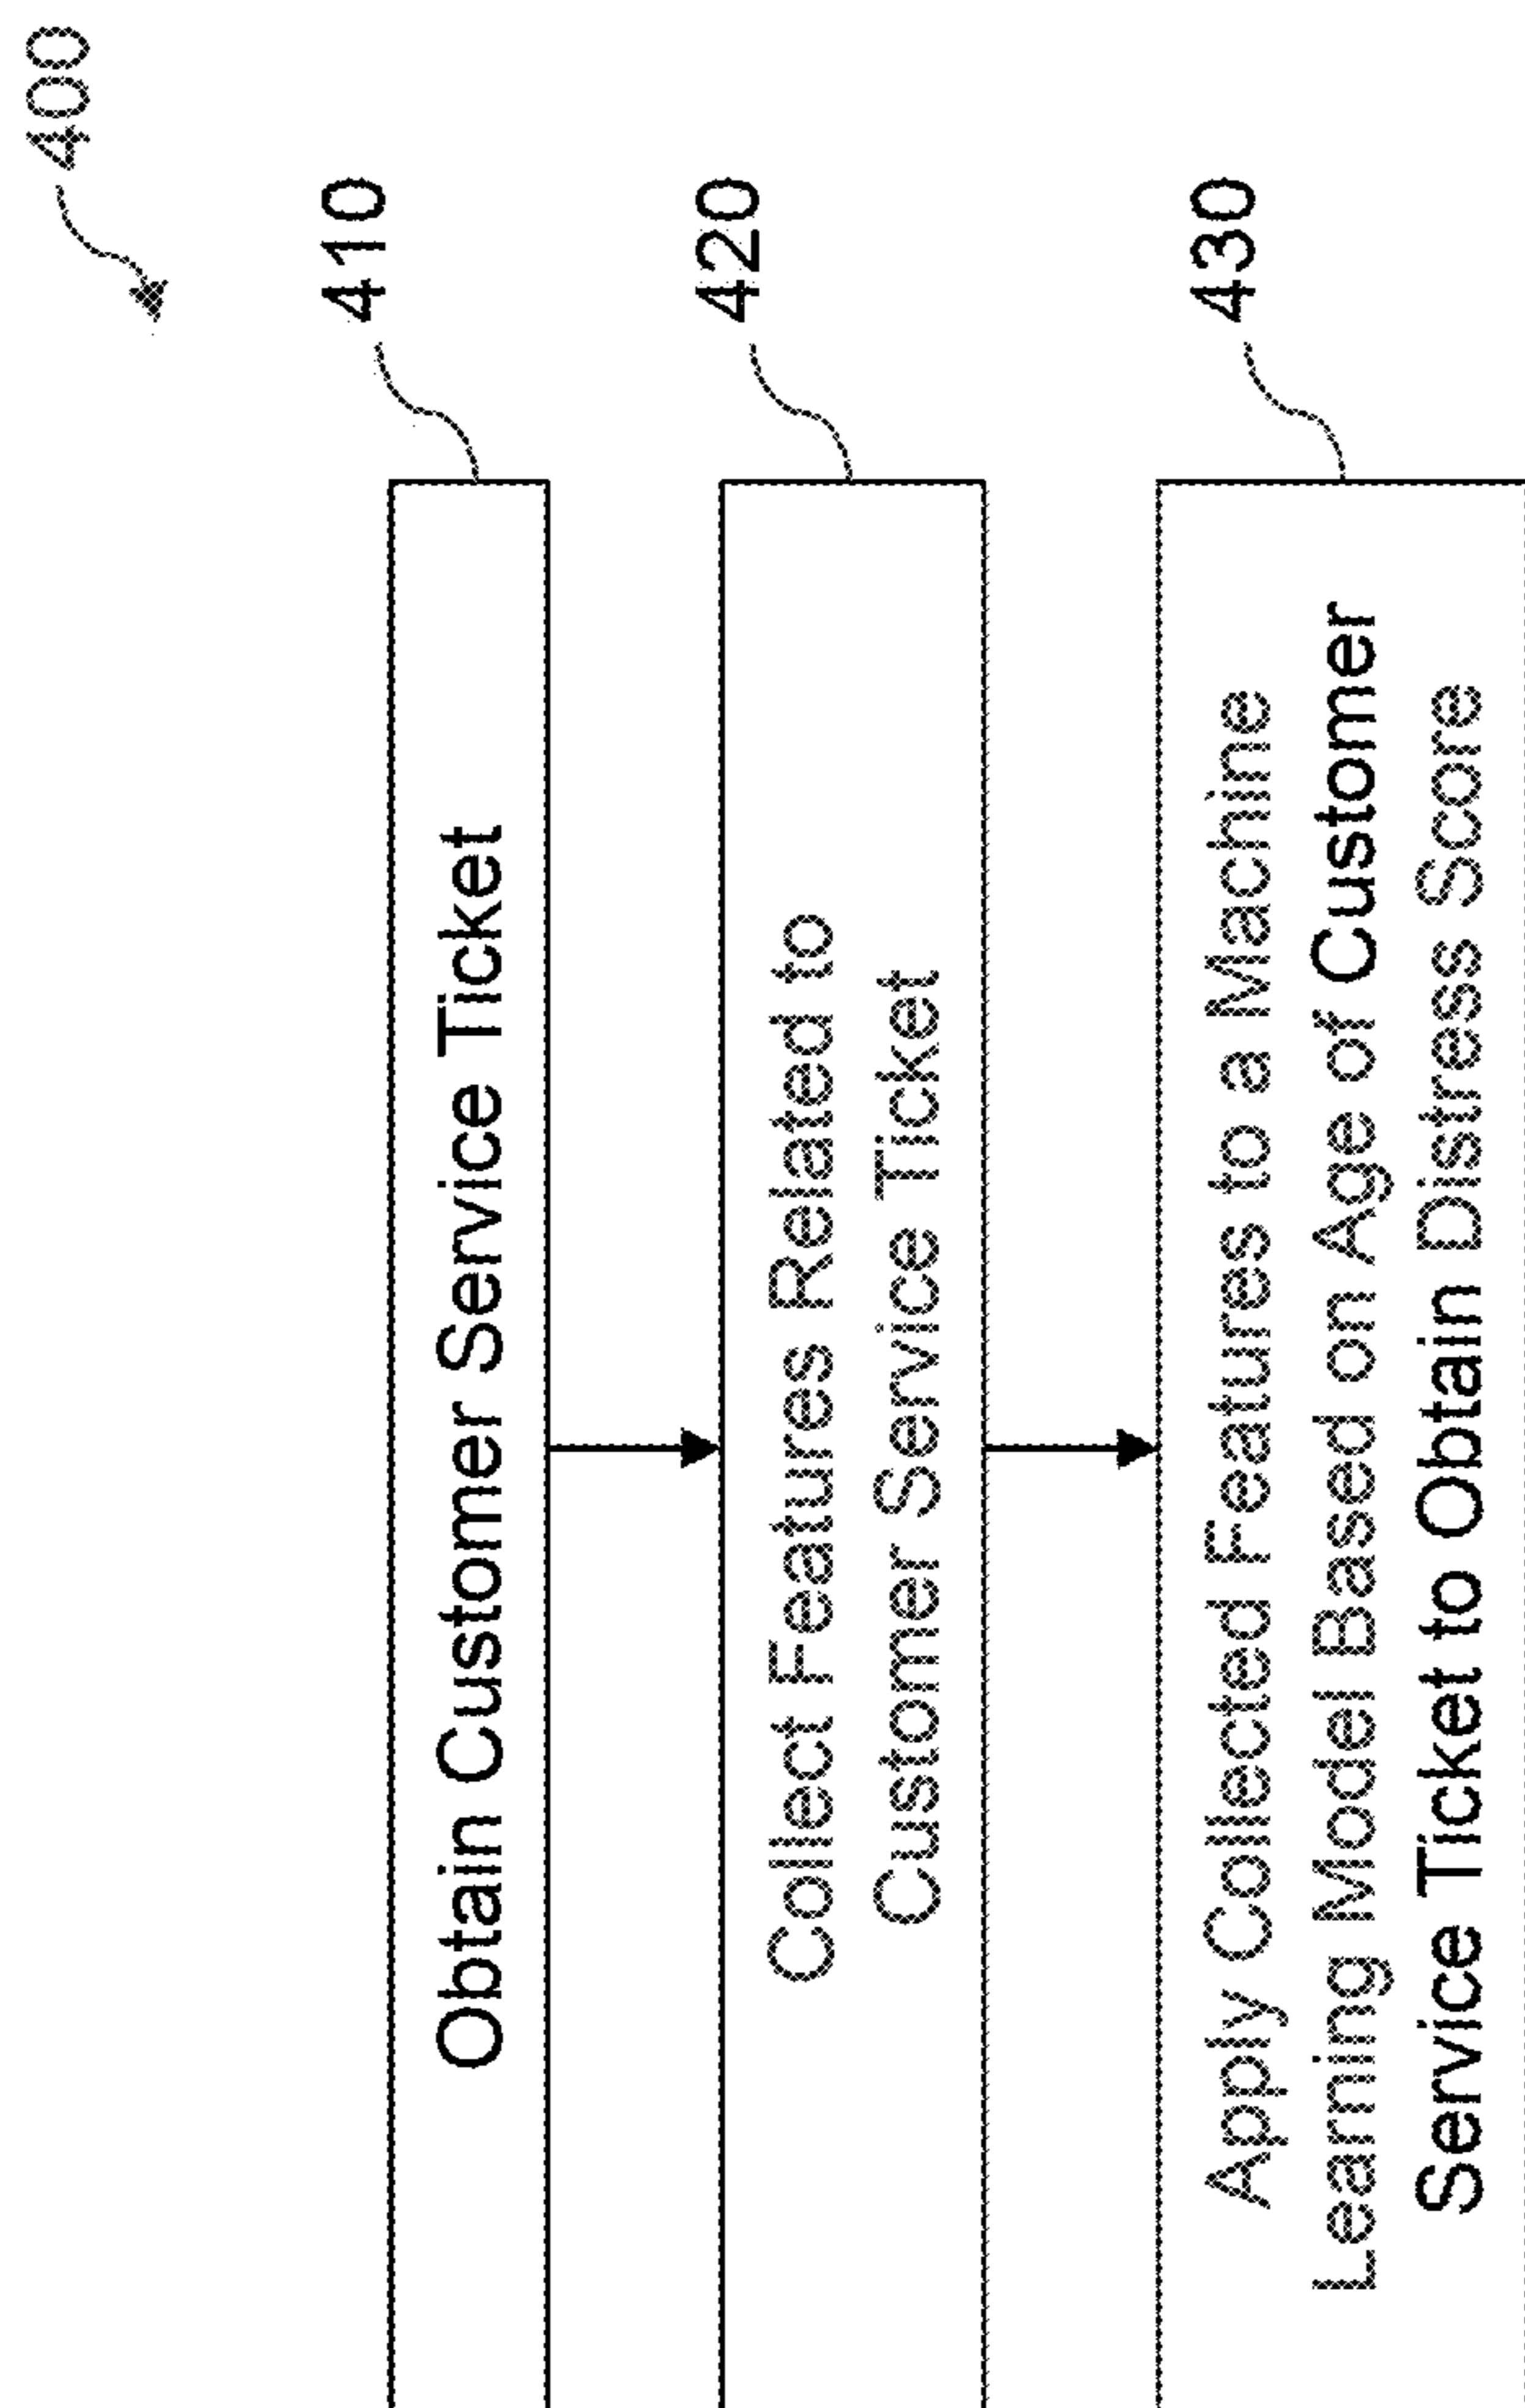 400
410
Obtain Customer Service Ticket
420
Collect Features Related to
Customer Service Ticket
430
Apply Collected Features to a Machine
Learning Model Based on Age of Customer
Service Ticket to Obtain Distress Score